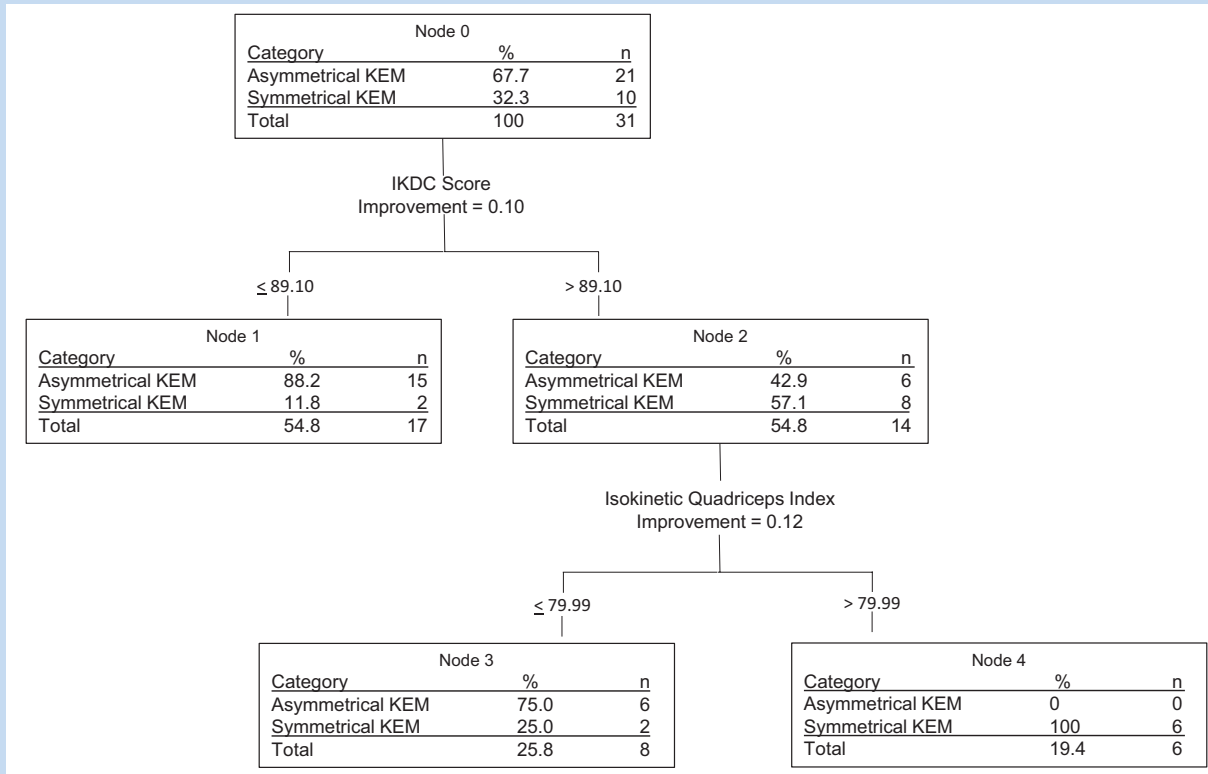 Node 0
Category % n
Asymmetrical KEM 67.7 21
Symmetrical KEM 32.3 10
Total 100 31
IKDC Score
Improvement = 0.10
≤ 89.10
> 89.10
Node 1
Category % n
Asymmetrical KEM 88.2 15
Symmetrical KEM 11.8 2
Total 54.8 17
Node 2
Category % n
Asymmetrical KEM 42.9 6
Symmetrical KEM 57.1 8
Total 54.8 14
Isokinetic Quadriceps Index
Improvement = 0.12
≤ 79.99
> 79.99
Node 3
Category % n
Asymmetrical KEM 75.0 6
Symmetrical KEM 25.0 2
Total 25.8 8
Node 4
Category % n
Asymmetrical KEM 0 0
Symmetrical KEM 100 6
Total 19.4 6